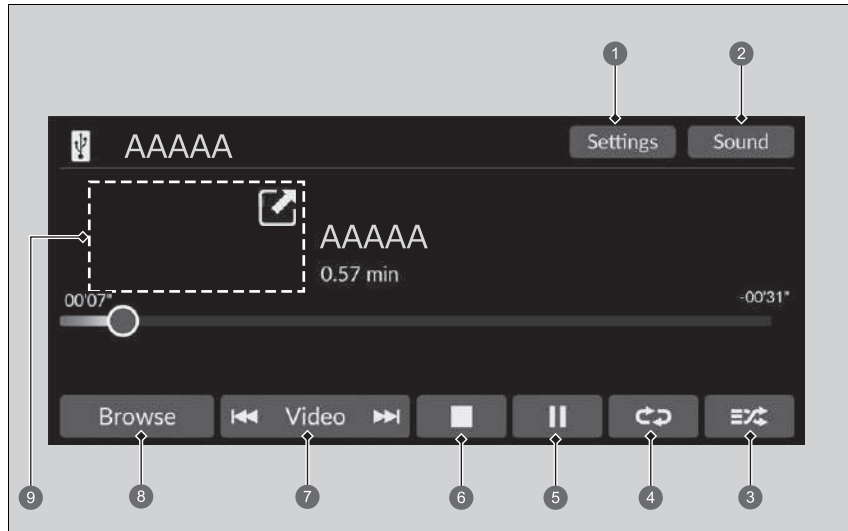 1 2
AAAAA Settings Sound
AAAAA
0.57 min
00'07" -00'31"
Browse Video
9 8 7 6 5 4 3